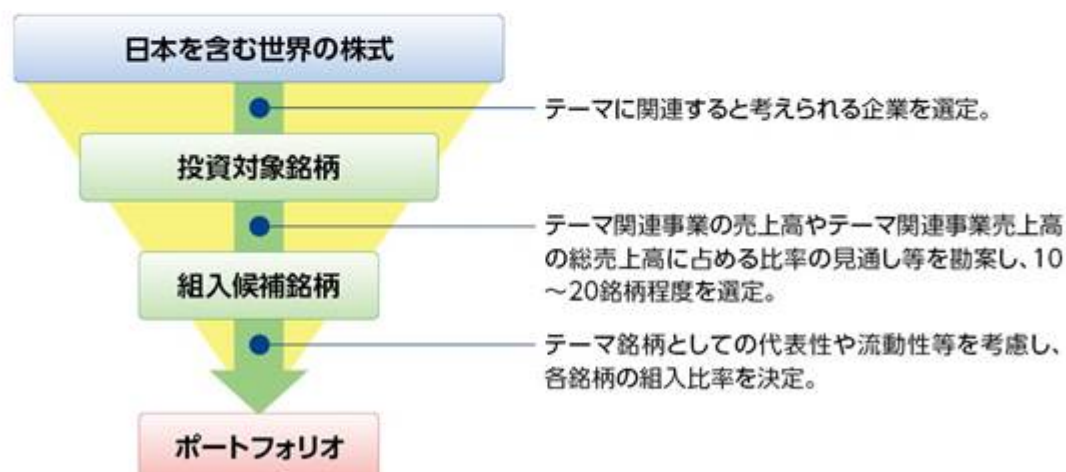 日本を含む世界の株式
テーマに関連すると考えられる企業を選定。
投資対象銘柄
テーマ関連事業の売上高やテーマ関連事業売上高
の総売上高に占める比率の見通し等を勘案し、10
～20銘柄程度を選定。
組入候補銘柄
テーマ銘柄としての代表性や流動性等を考慮し、
各銘柄の組入比率を決定。
ポートフォリオ